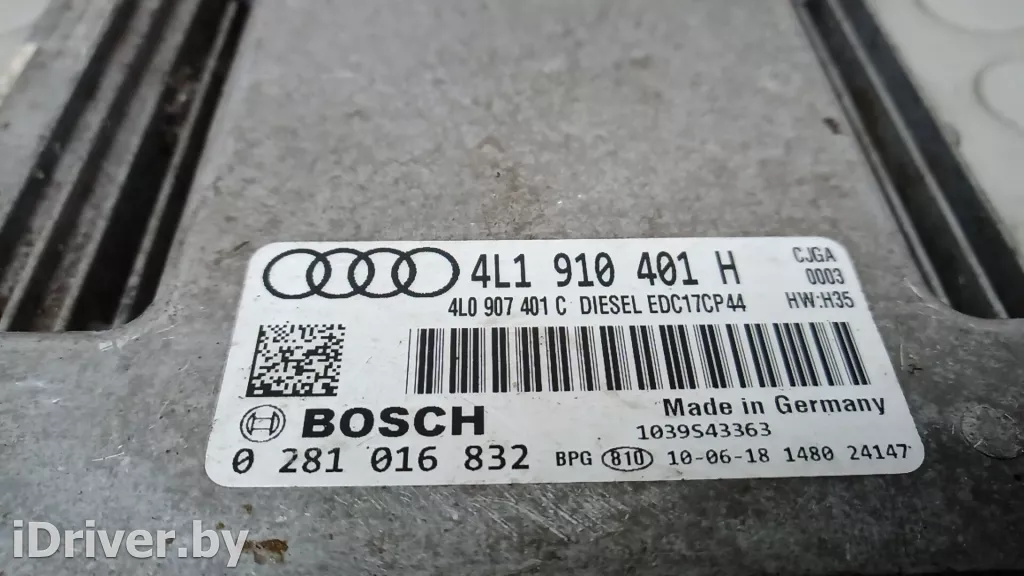 4L1 910 401 H
CJGA
0003
4L0 907 401 C DIESEL EDC17CP44
HW:H35
Made in Germany
BOSCH
1039S43363
0 281 016 832 BPG 810 10-06-18 1480 24147
iDriver.by